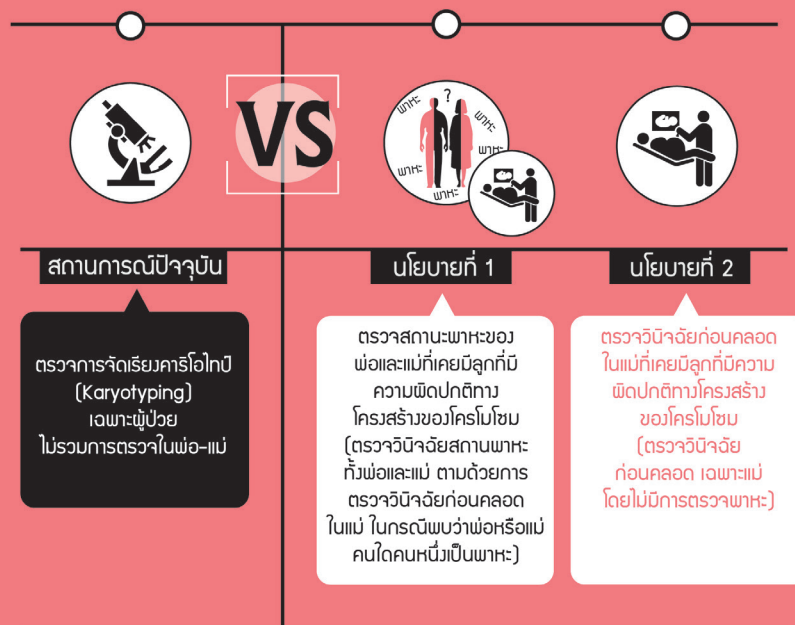 VS
พาหะ
?
พาหะ
พาหะ
พาหะ
พาหะ
พาหะ
สถานการณ์ปัจจุบัน
ตรวจการจัดเรียงคาริโอไทป์
(Karyotyping)
เฉพาะผู้ป่วย
ไม่รวมการตรวจในพ่อ-แม่
นโยบายที่ 1
ตรวจสถานะพาหะของ
พ่อและแม่ที่เคยมีลูกที่มี
ความผิดปกติทาง
โครงสร้างของโครโมโซม
(ตรวจวินิจฉัยสถานพาหะ
ทั้งพ่อและแม่ ตามด้วยการ
ตรวจวินิจฉัยก่อนคลอด
ในแม่ ในกรณีพบว่าพ่อหรือแม่
คนใดคนหนึ่งเป็นพาหะ)
นโยบายที่ 2
ตรวจวินิจฉัยก่อนคลอด
ในแม่ที่เคยมีลูกที่มีความ
ผิดปกติทางโครงสร้าง
ของโครโมโซม
(ตรวจวินิจฉัย
ก่อนคลอด เฉพาะแม่
โดยไม่มีการตรวจพาหะ)